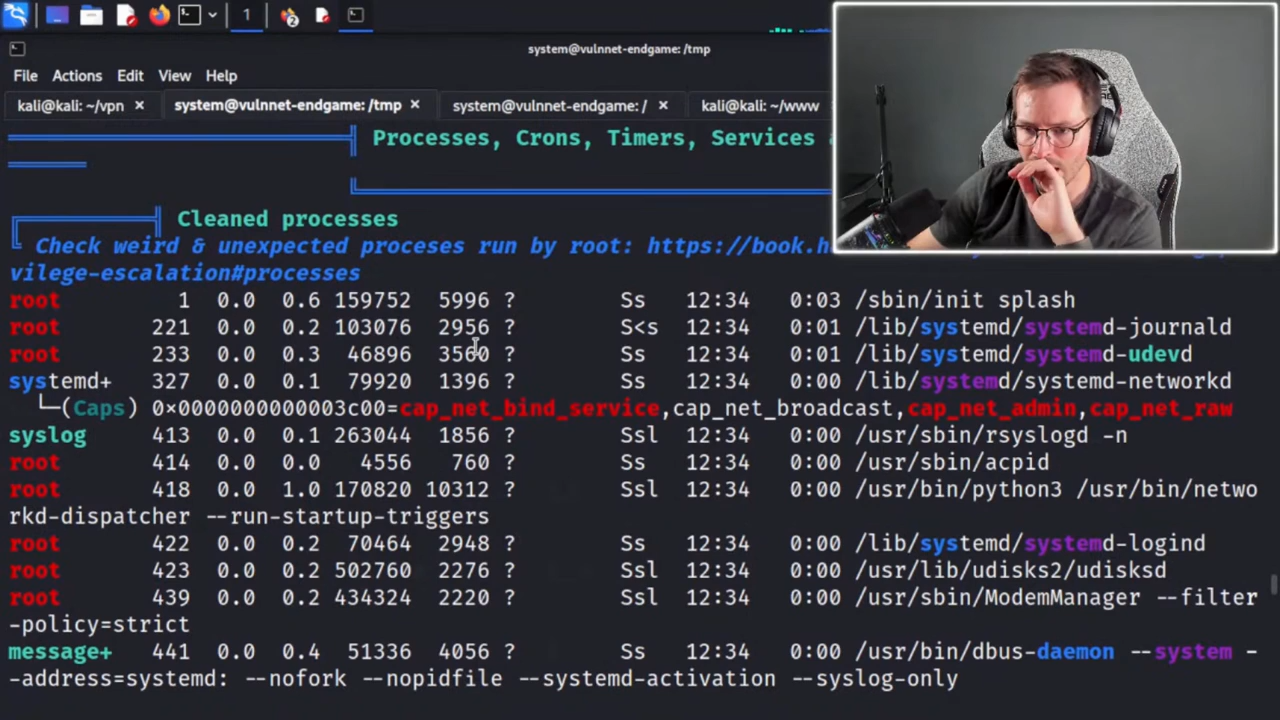 1
2
system@vulnnet-endgame: /tmp
File Actions Edit View Help
kali@kali: ~/vpn × system@vulnnet-endgame: /tmp × system@vulnnet-endgame: / × kali@kali: ~/www
Processes, Crons, Timers, Services
Cleaned processes
Check weird & unexpected proceses run by root: https://book.h
vilege-escalation#processes
root 1 0.0 0.6 159752 5996 ? Ss 12:34 0:03 /sbin/init splash
root 221 0.0 0.2 103076 2956 ? S<s 12:34 0:01 /lib/systemd/systemd-journald
root 233 0.0 0.3 46896 3560 ? Ss 12:34 0:01 /lib/systemd/systemd-udevd
systemd+ 327 0.0 0.1 79920 1396 ? Ss 12:34 0:00 /lib/systemd/systemd-networkd
└─(Caps) 0×0000000000003c00=cap_net_bind_service,cap_net_broadcast,cap_net_admin,cap_net_raw
syslog 413 0.0 0.1 263044 1856 ? Ssl 12:34 0:00 /usr/sbin/rsyslogd -n
root 414 0.0 0.0 4556 760 ? Ss 12:34 0:00 /usr/sbin/acpid
root 418 0.0 1.0 170820 10312 ? Ssl 12:34 0:00 /usr/bin/python3 /usr/bin/netwo
rkd-dispatcher --run-startup-triggers
root 422 0.0 0.2 70464 2948 ? Ss 12:34 0:00 /lib/systemd/systemd-logind
root 423 0.0 0.2 502760 2276 ? Ssl 12:34 0:00 /usr/lib/udisks2/udisksd
root 439 0.0 0.2 434324 2220 ? Ssl 12:34 0:00 /usr/sbin/ModemManager --filter
-policy=strict
message+ 441 0.0 0.4 51336 4056 ? Ss 12:34 0:00 /usr/bin/dbus-daemon --system -
-address=systemd: --nofork --nopidfile --systemd-activation --syslog-only